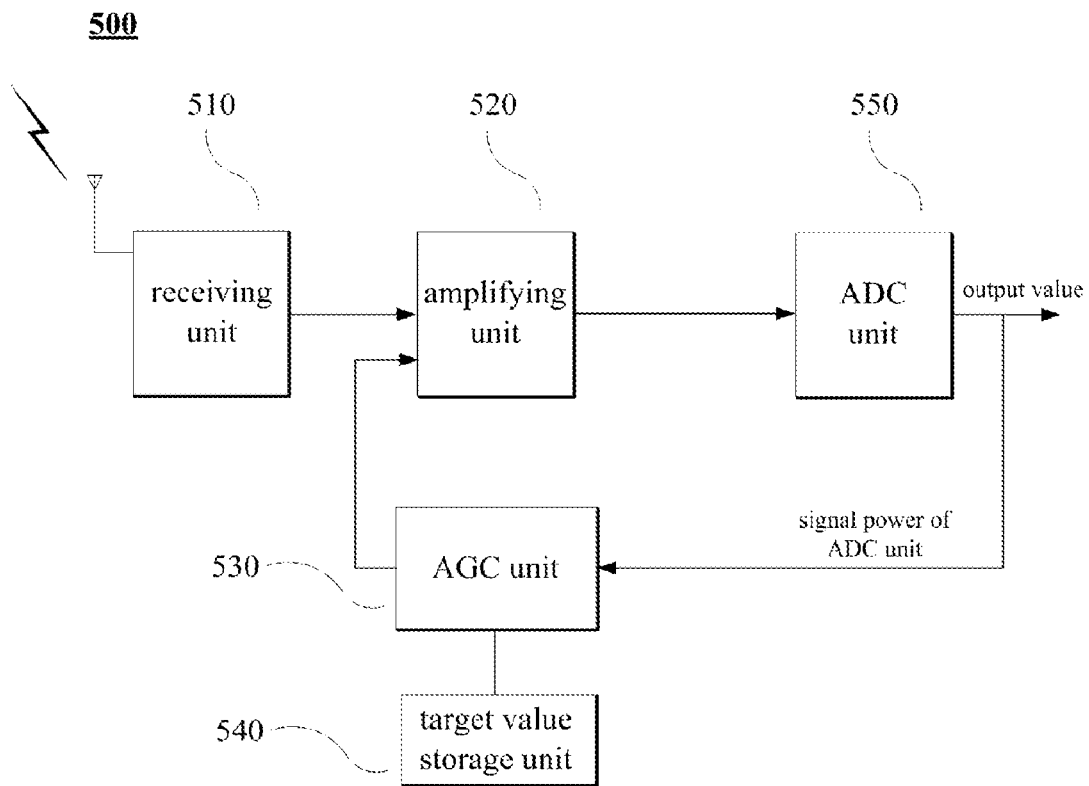 500
510
520
550
receiving
unit
amplifying
unit
ADC
unit
output value
signal power of
ADC unit
530
AGC unit
540
target value
storage unit